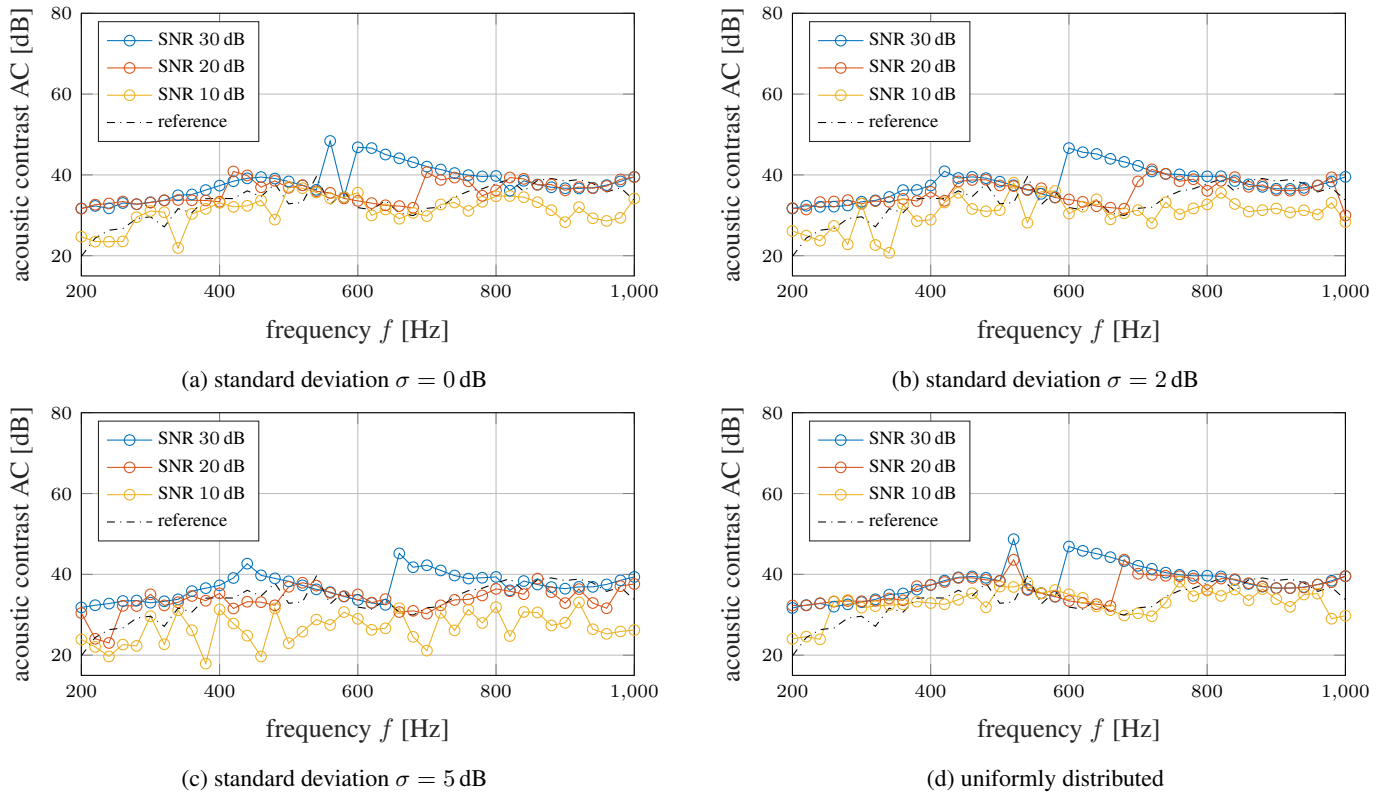 acoustic contrast AC [dB]
80
60
40
20
SNR 30 dB
SNR 20 dB
SNR 10 dB
reference
200
400
600
800
1,000
frequency f [Hz]
(a) standard deviation σ = 0 dB
acoustic contrast AC [dB]
80
60
40
20
SNR 30 dB
SNR 20 dB
SNR 10 dB
reference
200
400
600
800
1,000
frequency f [Hz]
(b) standard deviation σ = 2 dB
acoustic contrast AC [dB]
80
60
40
20
SNR 30 dB
SNR 20 dB
SNR 10 dB
reference
200
400
600
800
1,000
frequency f [Hz]
(c) standard deviation σ = 5 dB
acoustic contrast AC [dB]
80
60
40
20
SNR 30 dB
SNR 20 dB
SNR 10 dB
reference
200
400
600
800
1,000
frequency f [Hz]
(d) uniformly distributed